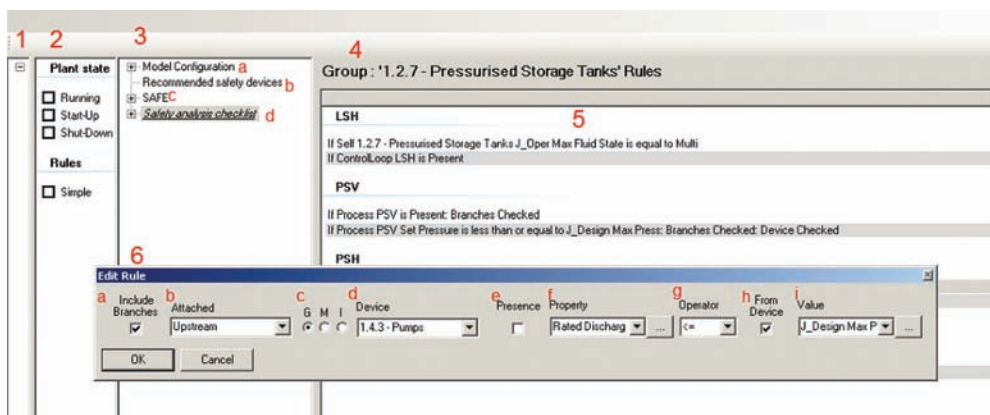 1 2 3 4
Plant state
Running
Start-Up
Shut-Down
Rules
Simple
Model Configuration a
Recommended safety devices b
SAFE c
Safety analysis checklist d
Group : '1.2.7 - Pressurised Storage Tanks' Rules
LSH 5
If Self 1.2.7 - Pressurised Storage Tanks J_Oper Max Fluid State is equal to Multi
If ControlLoop LSH is Present
PSV
If Process PSV is Present: Branches Checked
If Process PSV Set Pressure is less than or equal to J_Design Max Press: Branches Checked: Device Checked
PSH
6
Edit Rule
a b c d e f g h i
Include Branches Attached G M I Device Presence Property Operator From Device Value
Upstream 1.4.3 - Pumps Rated Discharg ... <= J_Design Max P ...
OK Cancel